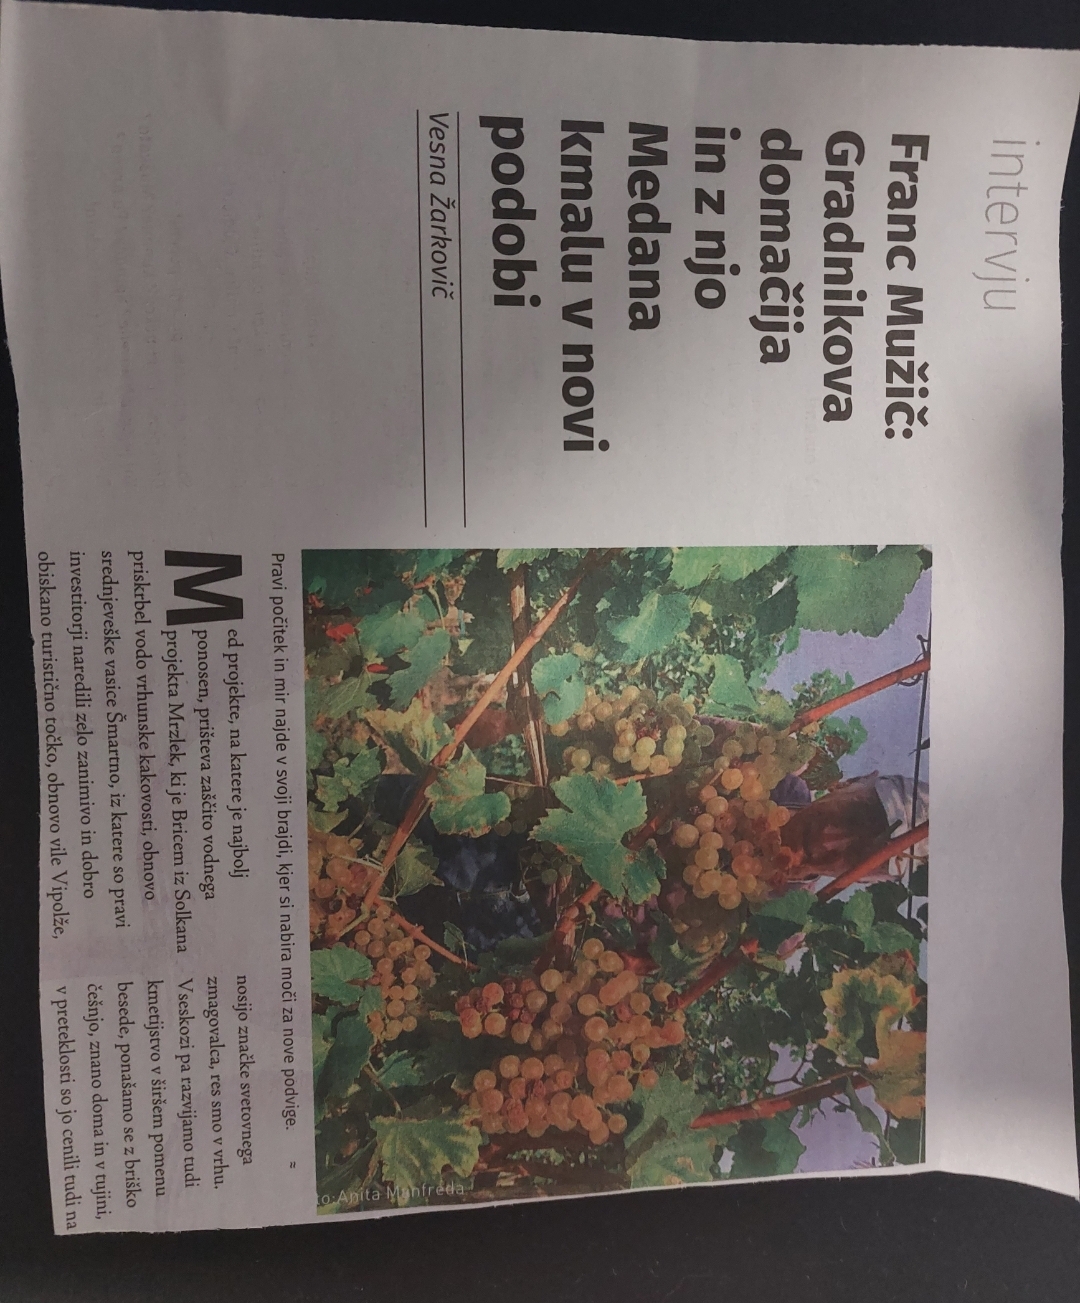 intervju
Franc Mužič:
Gradnikova
domačija
in z njo
Medana
kmalu v novi
podobi
Vesna Žarkovič
o:Anita Manfreda
Pravi počitek in mir najde v svoji brajdi, kjer si nabira moči za nove podvige. ≈
Med projekte, na katere je najbolj
ponosen, prišteva zaščito vodnega
projekta Mrzlek, ki je Bricem iz Solkana
priskrbel vodo vrhunske kakovosti, obnovo
srednjeveške vasice Šmartno, iz katere so pravi
investitorji naredili zelo zanimivo in dobro
obiskano turistično točko, obnovo vile Vipolže,
nosijo značke svetovnega
zmagovalca, res smo v vrhu.
Vseskozi pa razvijamo tudi
kmetijstvo v širšem pomenu
besede, ponašamo se z briško
češnjo, znano doma in v tujini,
v preteklosti so jo cenili tudi na